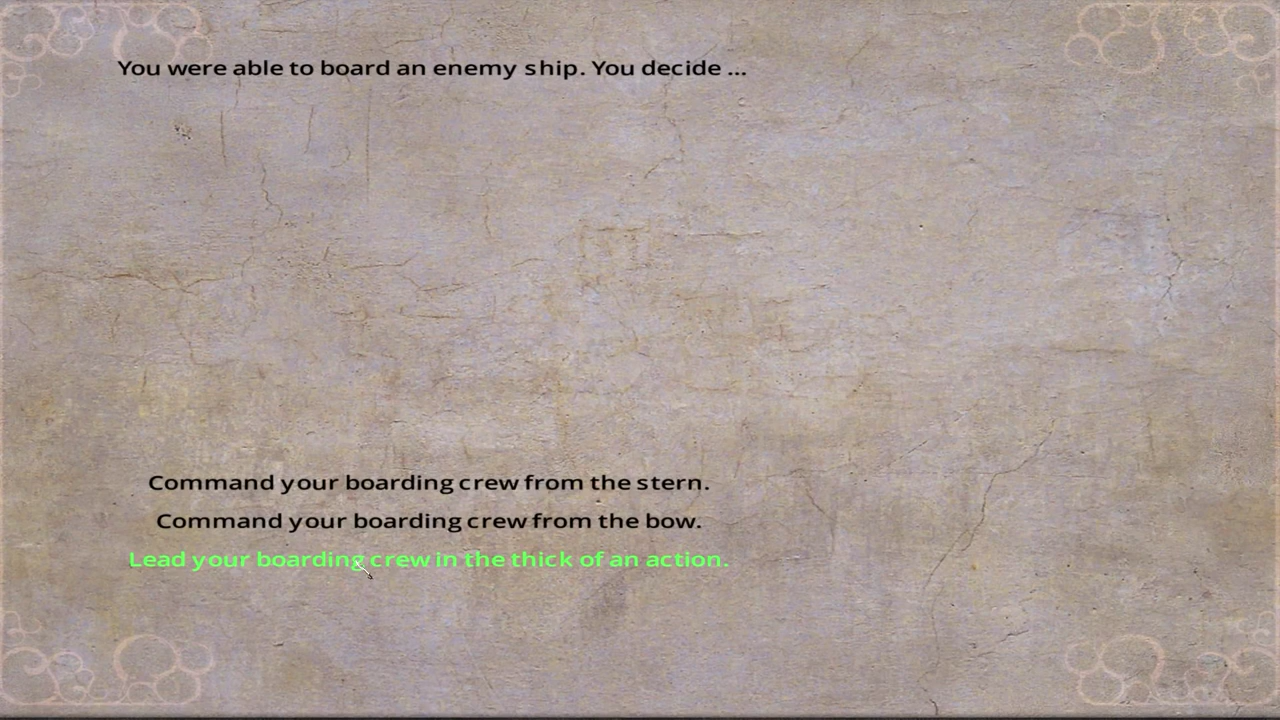 You were able to board an enemy ship. You decide ...
Command your boarding crew from the stern.
Command your boarding crew from the bow.
Lead your boarding crew in the thick of an action.